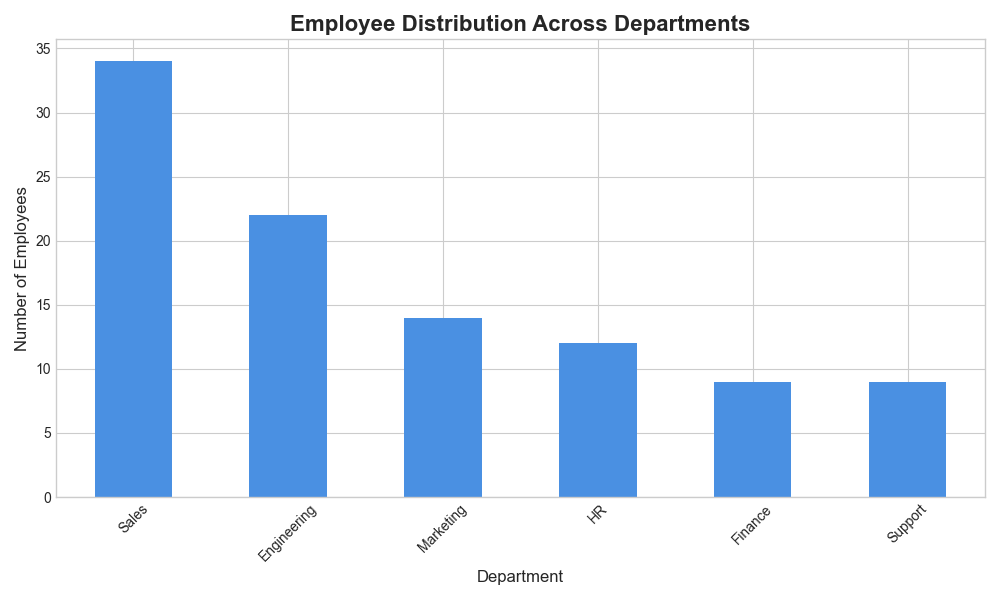 Employee Distribution Across Departments
Number of Employees
35
30
25
20
15
10
5
0
Sales
Engineering
Marketing
HR
Finance
Support
Department